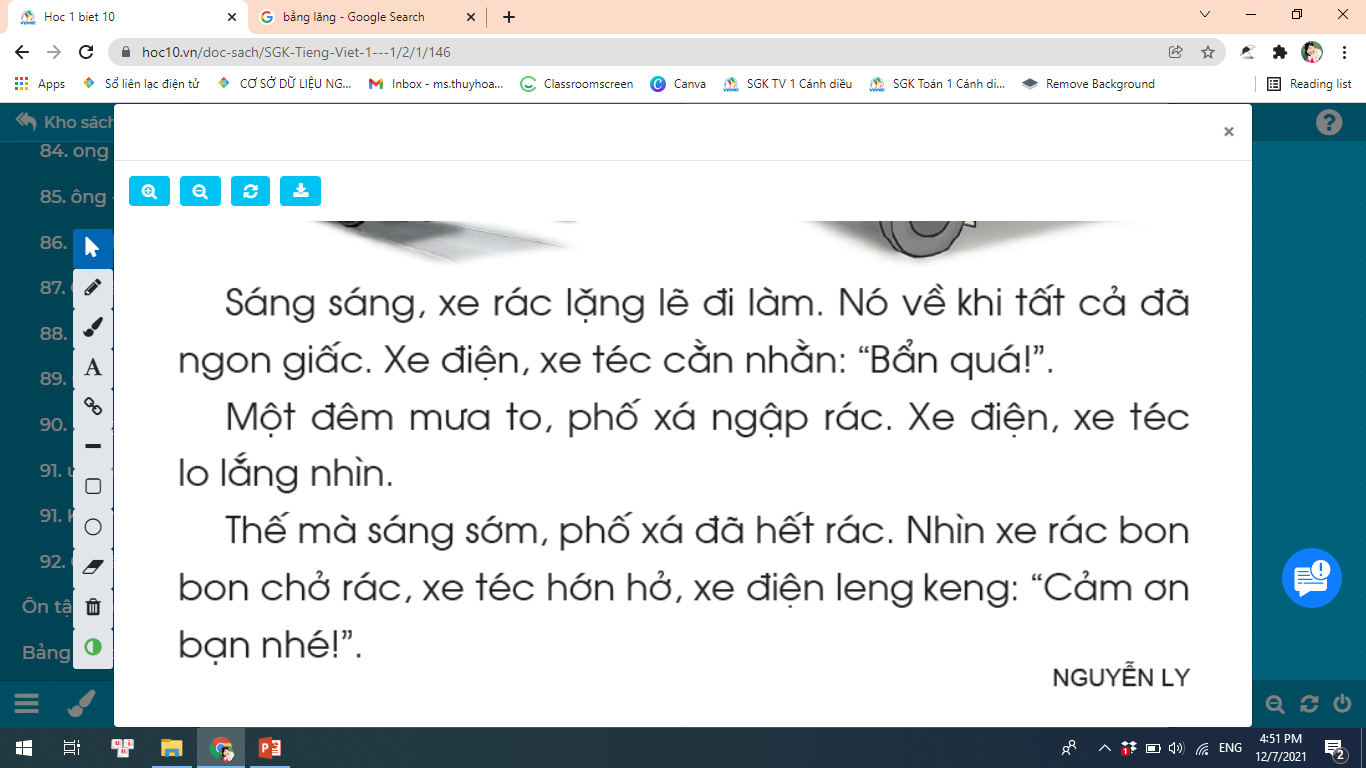 Hoc 1 biet 10
bằng lăng - Google Search
hoc10.vn/doc-sach/SGK-Tieng-Viet-1---1/2/1/146
Apps Sổ liên lạc điện tử CƠ SỞ DỮ LIỆU NG... Inbox - ms.thuyhoa... Classroomscreen Canva SGK TV 1 Cánh diều SGK Toán 1 Cánh di... Remove Background Reading list
Kho sách
84. ong
85. ông
86.
87.
88.
89.
90.
91.
91.
92.
Ôn tậ
Bảng
Sáng sáng, xe rác lặng lẽ đi làm. Nó về khi tất cả đã
ngon giấc. Xe điện, xe téc cằn nhằn: “Bẩn quá!”.
Một đêm mưa to, phố xá ngập rác. Xe điện, xe téc
lo lắng nhìn.
Thế mà sáng sớm, phố xá đã hết rác. Nhìn xe rác bon
bon chở rác, xe téc hớn hở, xe điện leng keng: “Cảm ơn
bạn nhé!”.
NGUYỄN LY
ENG
4:51 PM
12/7/2021
2